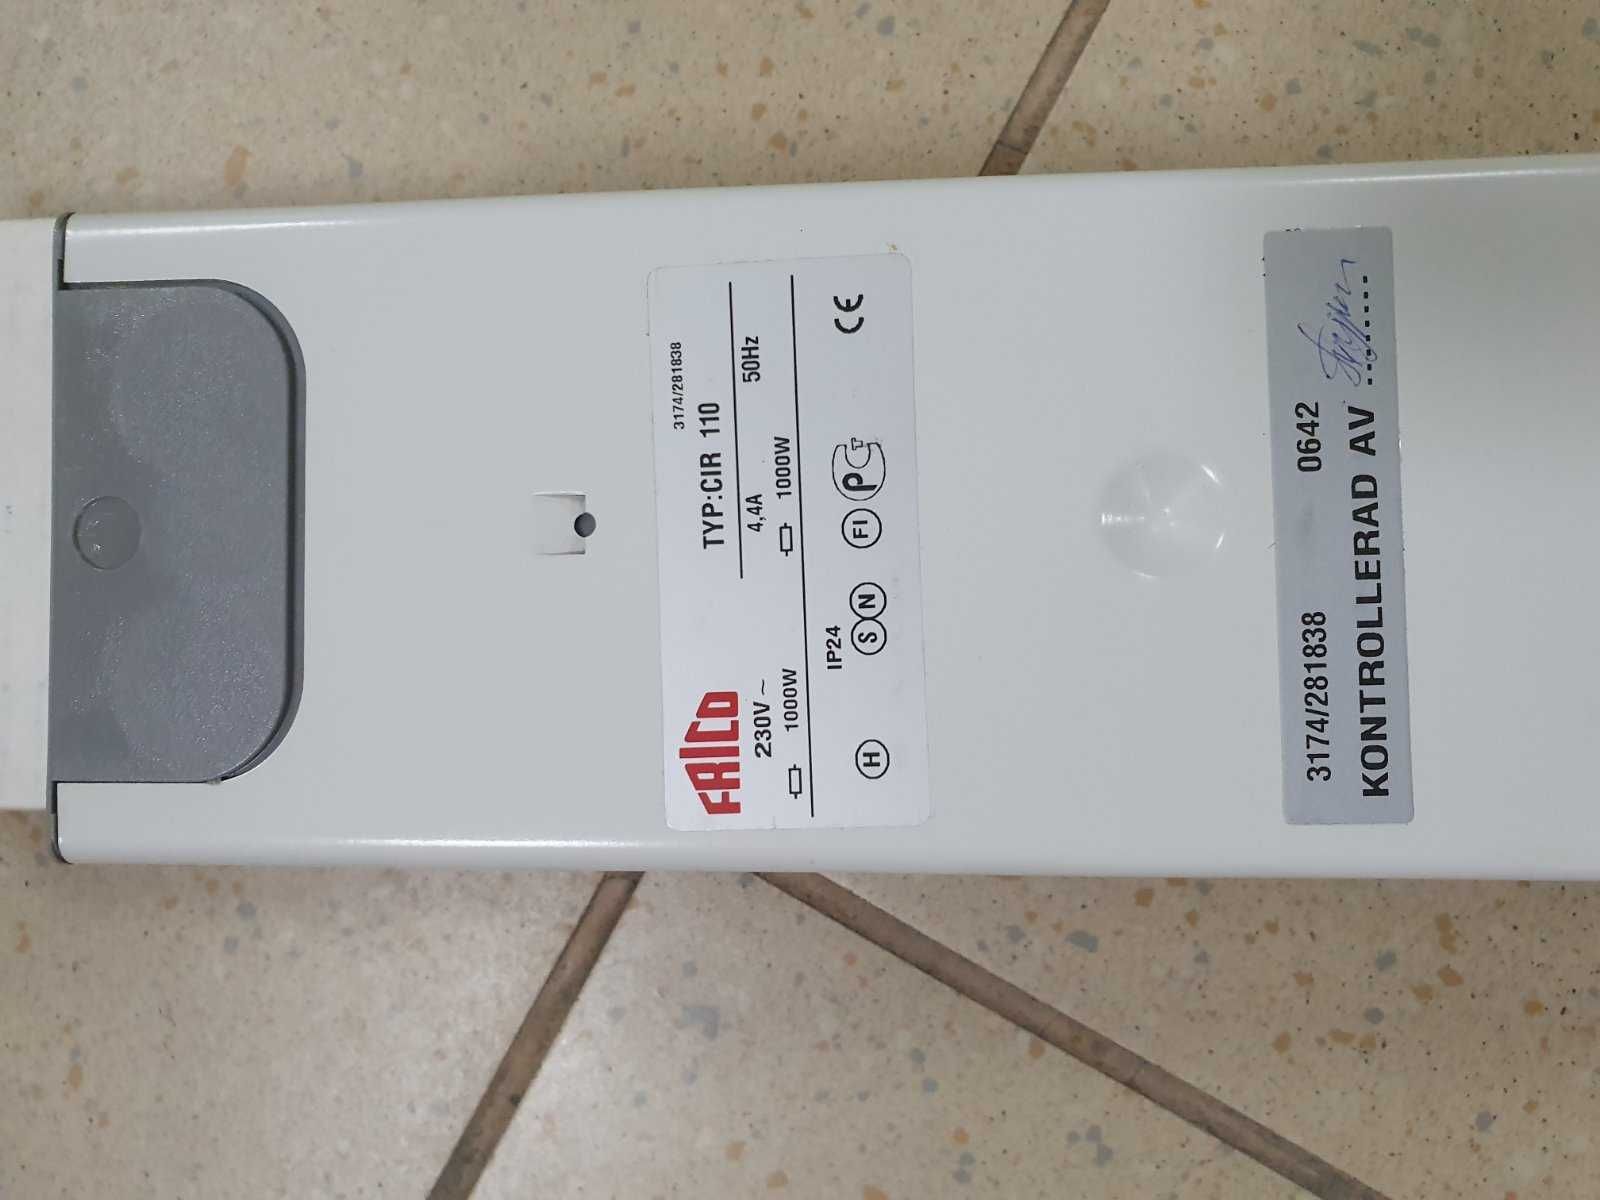 3174/281838
FRICO TYP:CIR 110
230V~ 4,4A 50Hz
1000W 1000W
IP24
H S N FI PCT CE
3174/281838 0642
KONTROLLERAD AV ........